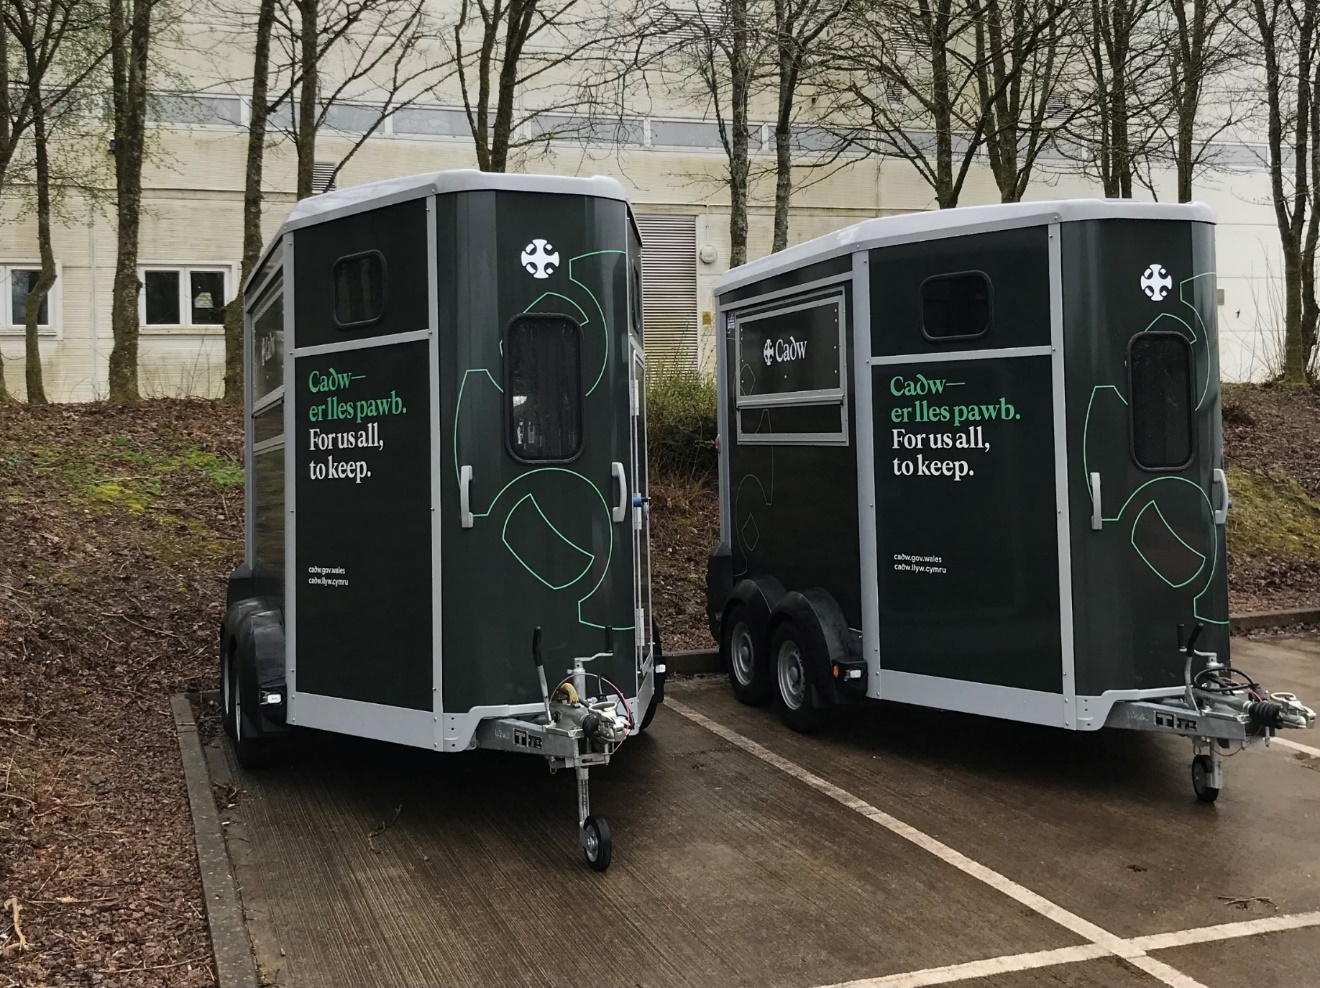 Cadw—
er lles pawb.
For us all,
to keep.
cadw.gov.wales
cadw.llyw.cymru
Cadw
Cadw
Cadw—
er lles pawb.
For us all,
to keep.
cadw.gov.wales
cadw.llyw.cymru